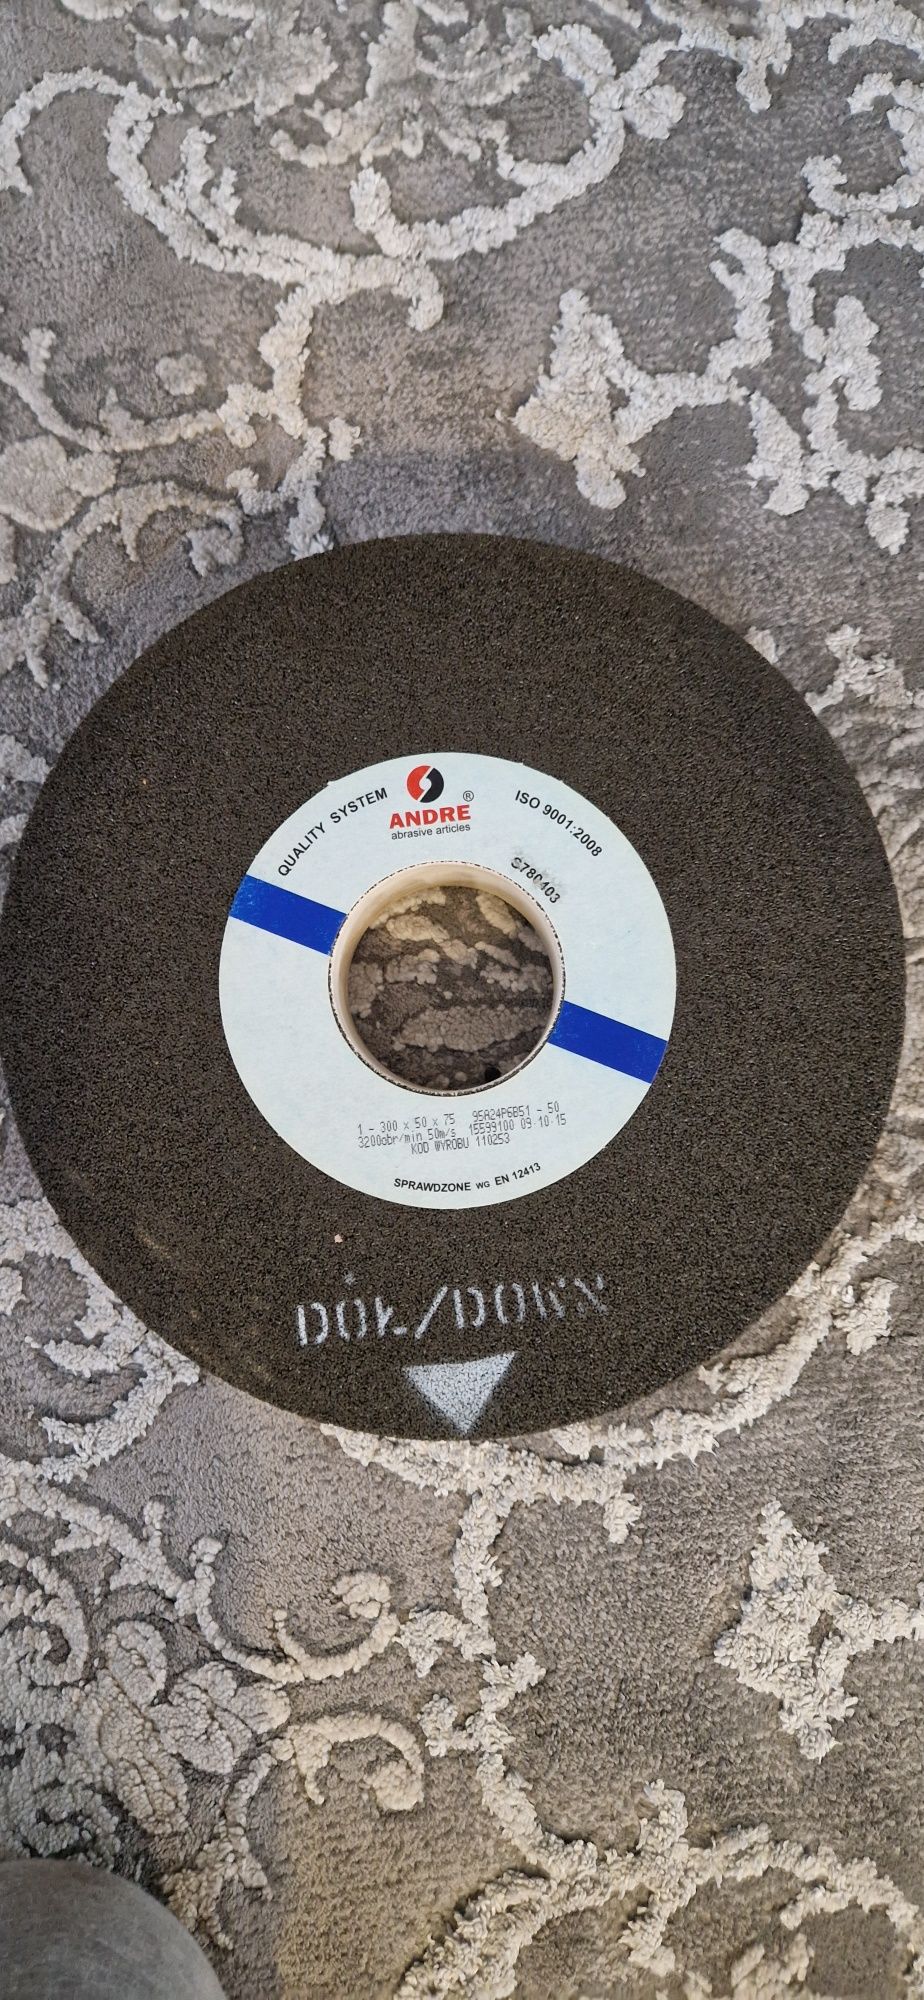 QUALITY SYSTEM
ANDRE®
abrasive articles
ISO 9001:2008
S780403
1 - 300 x 50 x 75 95A24P6B51 - 50
3200obr/min 50m/s 15599100 09.10.15
KOD WYROBU 110253
SPRAWDZONE WG EN 12413
DÓŁ/DOWN